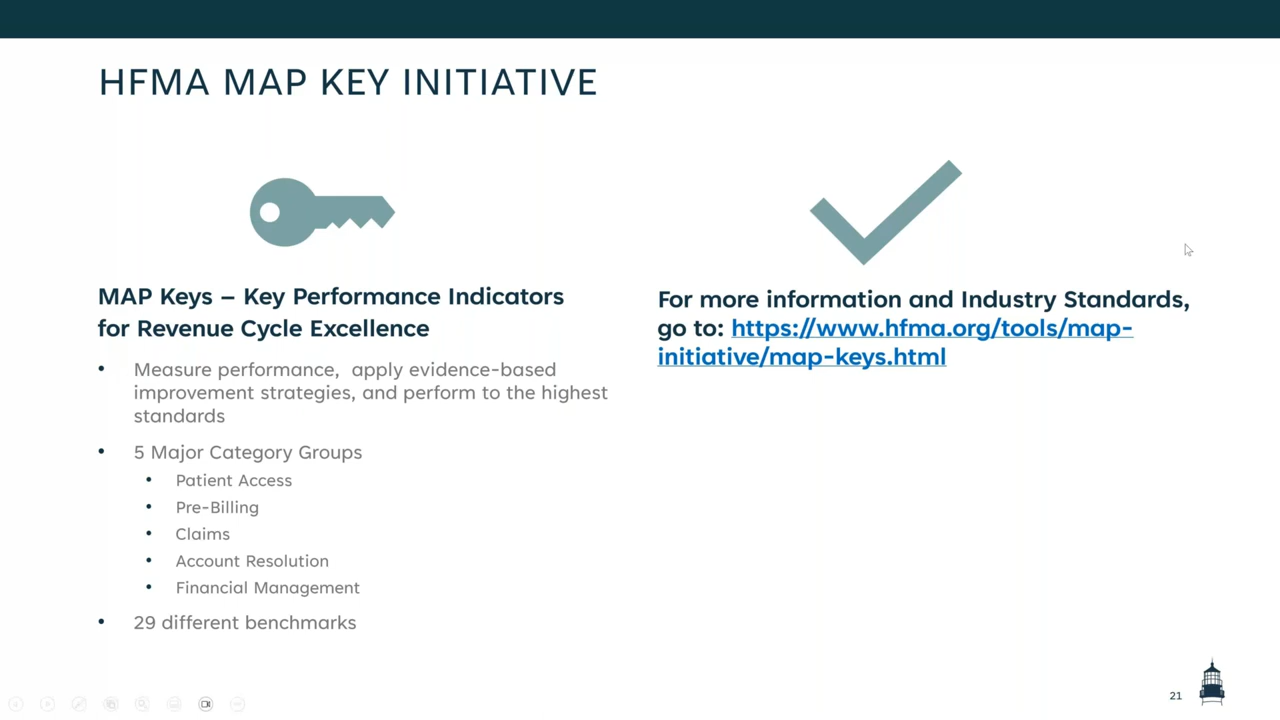 HFMA MAP KEY INITIATIVE
MAP Keys – Key Performance Indicators
for Revenue Cycle Excellence
• Measure performance,  apply evidence-based
improvement strategies, and perform to the highest
standards
• 5 Major Category Groups
• Patient Access
• Pre-Billing
• Claims
• Account Resolution
• Financial Management
• 29 different benchmarks
For more information and Industry Standards,
go to: https://www.hfma.org/tools/map-
initiative/map-keys.html
21